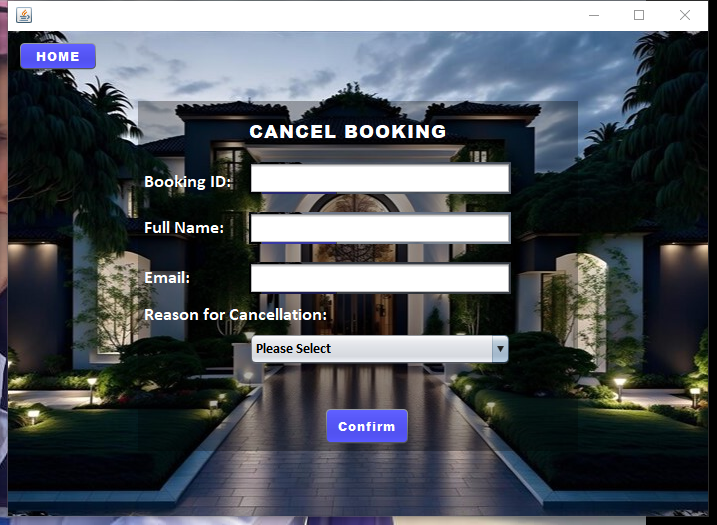 HOME
CANCEL BOOKING
Booking ID:
Full Name:
Email:
Reason for Cancellation:
Please Select
Confirm